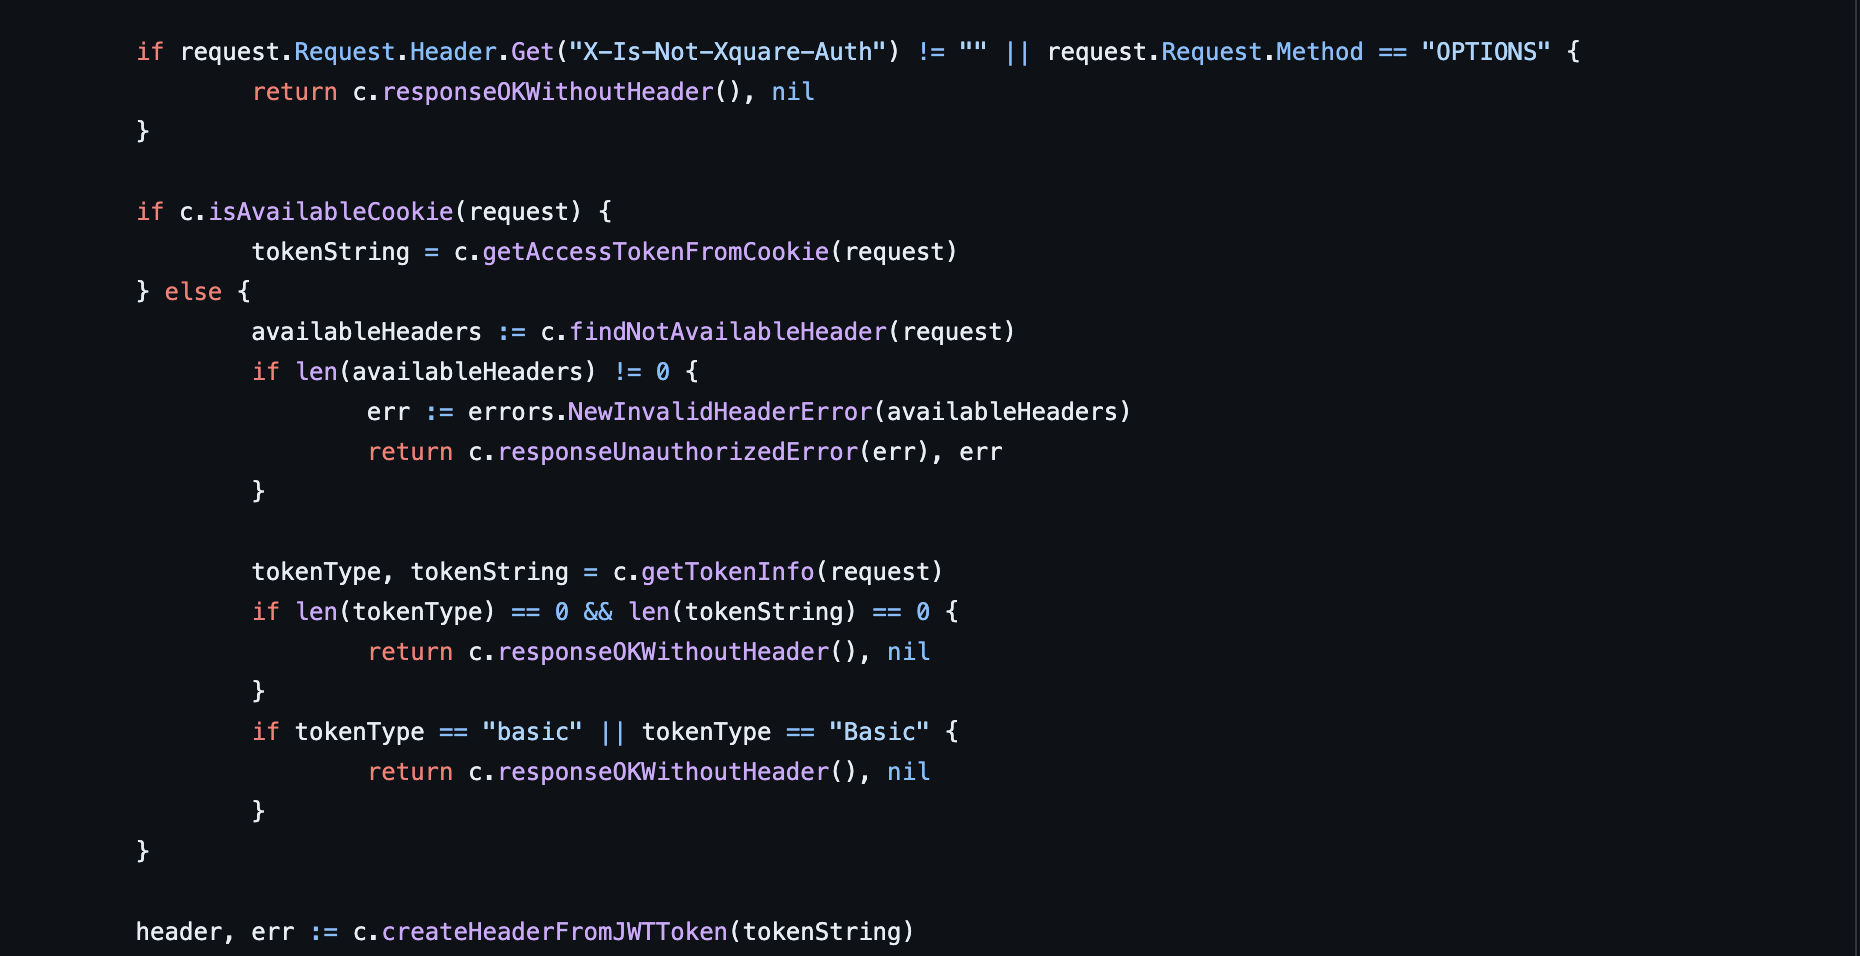 if request.Request.Header.Get("X-Is-Not-Xquare-Auth") != "" || request.Request.Method == "OPTIONS" {
        return c.responseOKWithoutHeader(), nil
}
if c.isAvailableCookie(request) {
        tokenString = c.getAccessTokenFromCookie(request)
} else {
        availableHeaders := c.findNotAvailableHeader(request)
        if len(availableHeaders) != 0 {
                err := errors.NewInvalidHeaderError(availableHeaders)
                return c.responseUnauthorizedError(err), err
        }
        tokenType, tokenString = c.getTokenInfo(request)
        if len(tokenType) == 0 && len(tokenString) == 0 {
                return c.responseOKWithoutHeader(), nil
        }
        if tokenType == "basic" || tokenType == "Basic" {
                return c.responseOKWithoutHeader(), nil
        }
}
header, err := c.createHeaderFromJWTToken(tokenString)